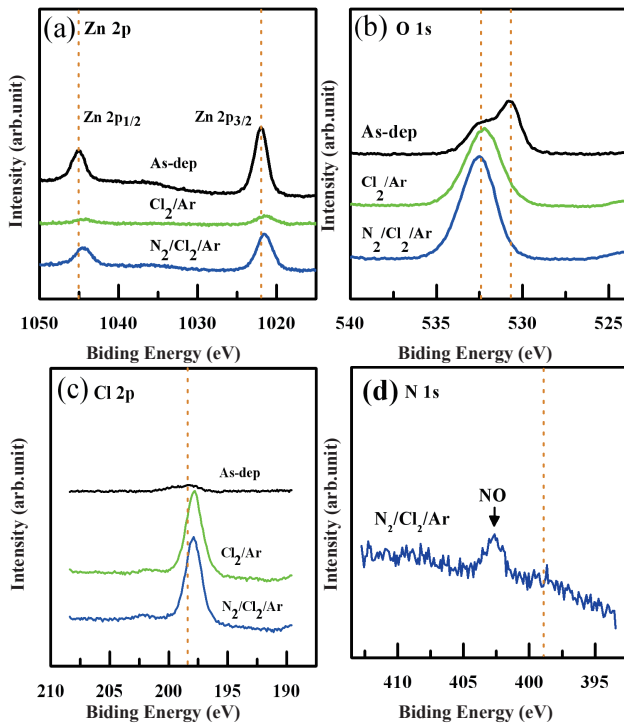 (a) Zn 2p
Zn 2p1/2
Zn 2p3/2
As-dep
Cl2/Ar
N2/Cl2/Ar
Intensity (arb.unit)
1050 1040 1030 1020
Biding Energy (eV)
(b) O 1s
As-dep
Cl2/Ar
N2/Cl2/Ar
Intensity (arb.unit)
540 535 530 525
Biding Energy (eV)
(c) Cl 2p
As-dep
Cl2/Ar
N2/Cl2/Ar
Intensity (arb.unit)
210 205 200 195 190
Biding Energy (eV)
(d) N 1s
NO
N2/Cl2/Ar
Intensity (arb.unit)
410 405 400 395
Biding Energy (eV)